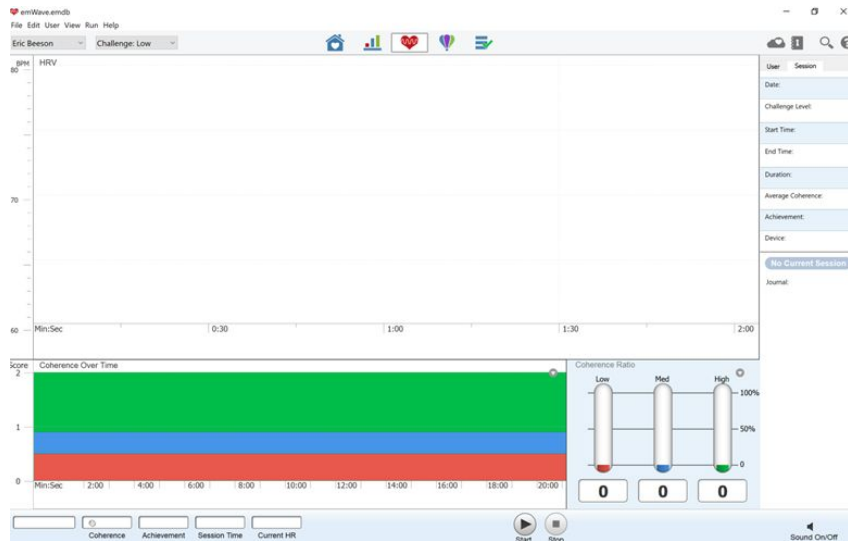 emWave.emdb
File Edit User View Run Help
Eric Beeson
Challenge: Low
BPM
HRV
80
70
60
Min:Sec 0:30 1:00 1:30 2:00
User Session
Date:
Challenge Level:
Start Time:
End Time:
Duration:
Average Coherence:
Achievement:
Device:
No Current Session
Journal:
Score
Coherence Over Time
2
1
0
Min:Sec 2:00 4:00 6:00 8:00 10:00 12:00 14:00 16:00 18:00 20:00
Coherence Ratio
Low Med High
100%
50%
0
0 0 0
Coherence Achievement Session Time Current HR
Start Stop
Sound On/Off